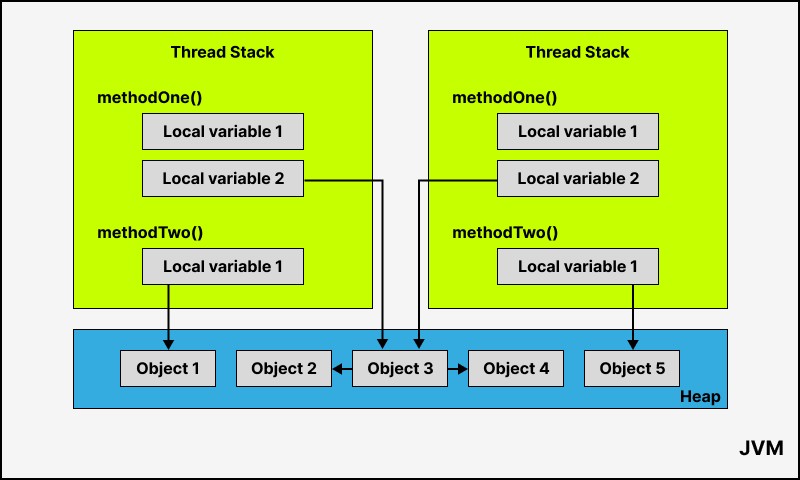 Thread Stack
methodOne()
Local variable 1
Local variable 2
methodTwo()
Local variable 1
Thread Stack
methodOne()
Local variable 1
Local variable 2
methodTwo()
Local variable 1
Object 1
Object 2
Object 3
Object 4
Object 5
Heap
JVM